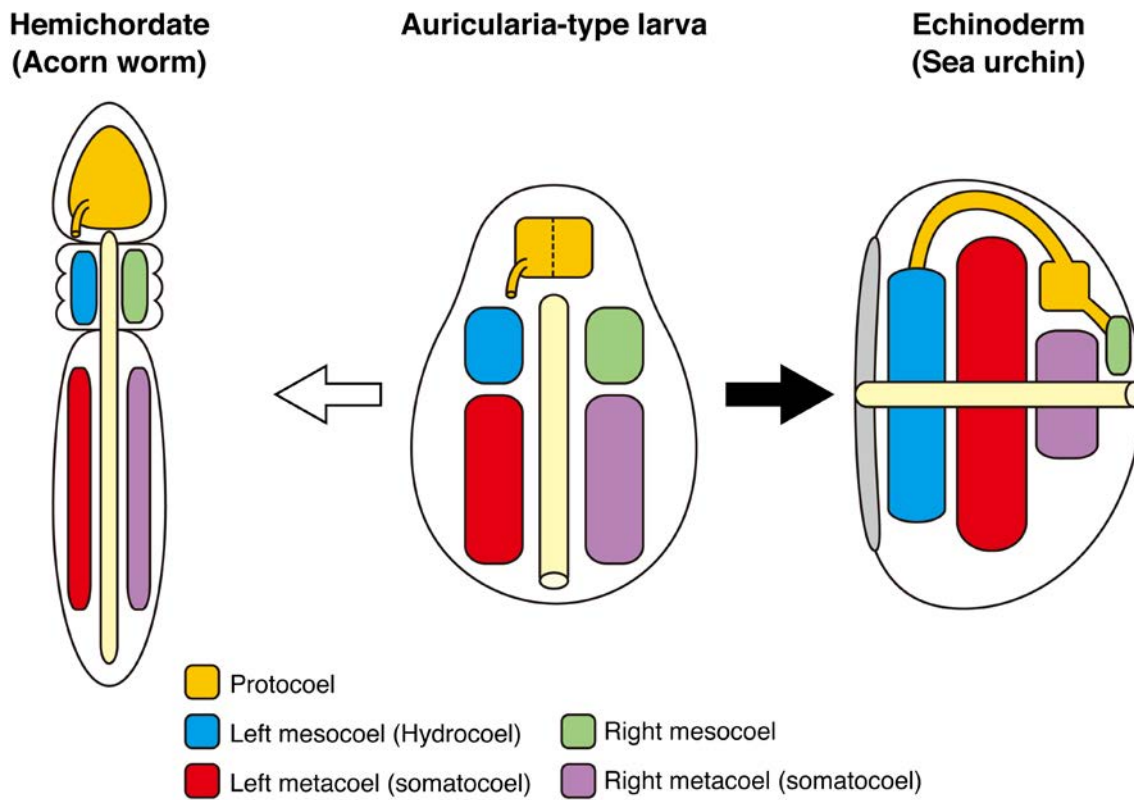 Hemichordate
(Acorn worm)
Auricularia-type larva
Echinoderm
(Sea urchin)
Protocoel
Left mesocoel (Hydrocoel)
Right mesocoel
Left metacoel (somatocoel)
Right metacoel (somatocoel)